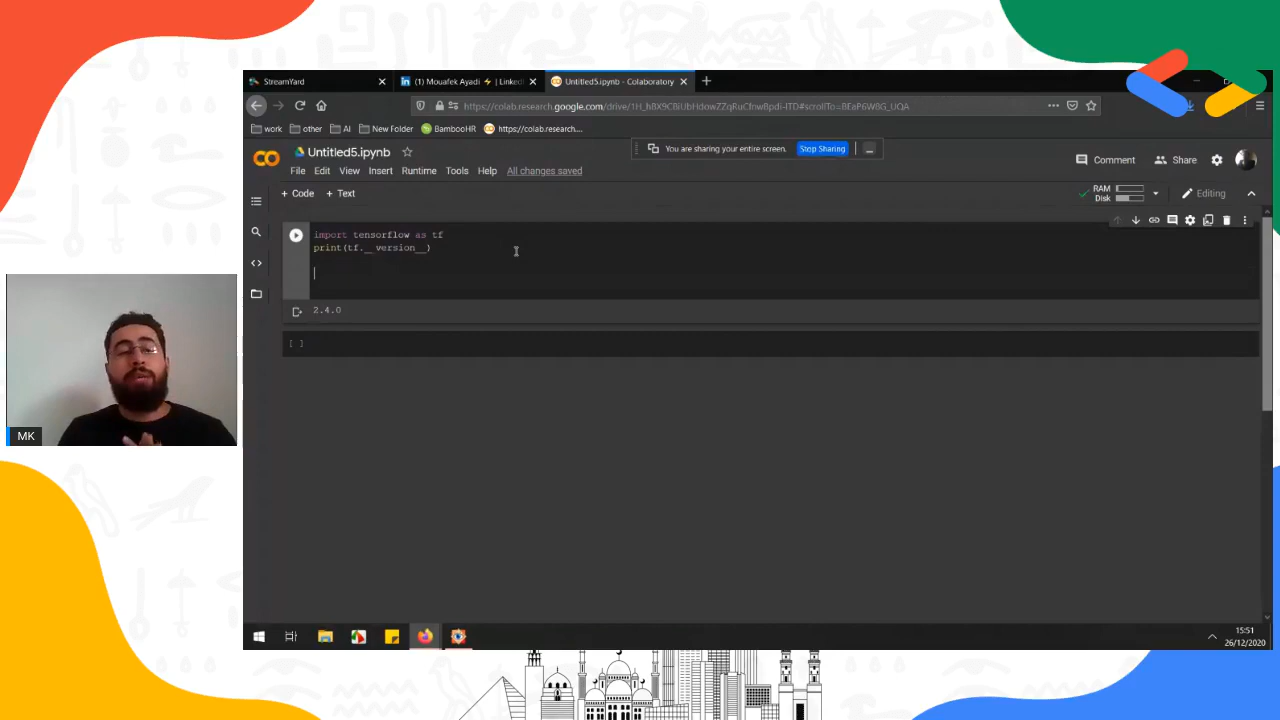 StreamYard
(1) Mouafek Ayadi ⚡ | LinkedI
Untitled5.ipynb - Colaboratory
work
other
AI
New Folder
BambooHR
https://colab.research....
Untitled5.ipynb
You are sharing your entire screen.
Stop Sharing
Comment
Share
File
Edit
View
Insert
Runtime
Tools
Help
All changes saved
+ Code
+ Text
RAM
Disk
Editing
import tensorflow as tf
print(tf.__version__)
2.4.0
[ ]
MK
15:51
26/12/2020